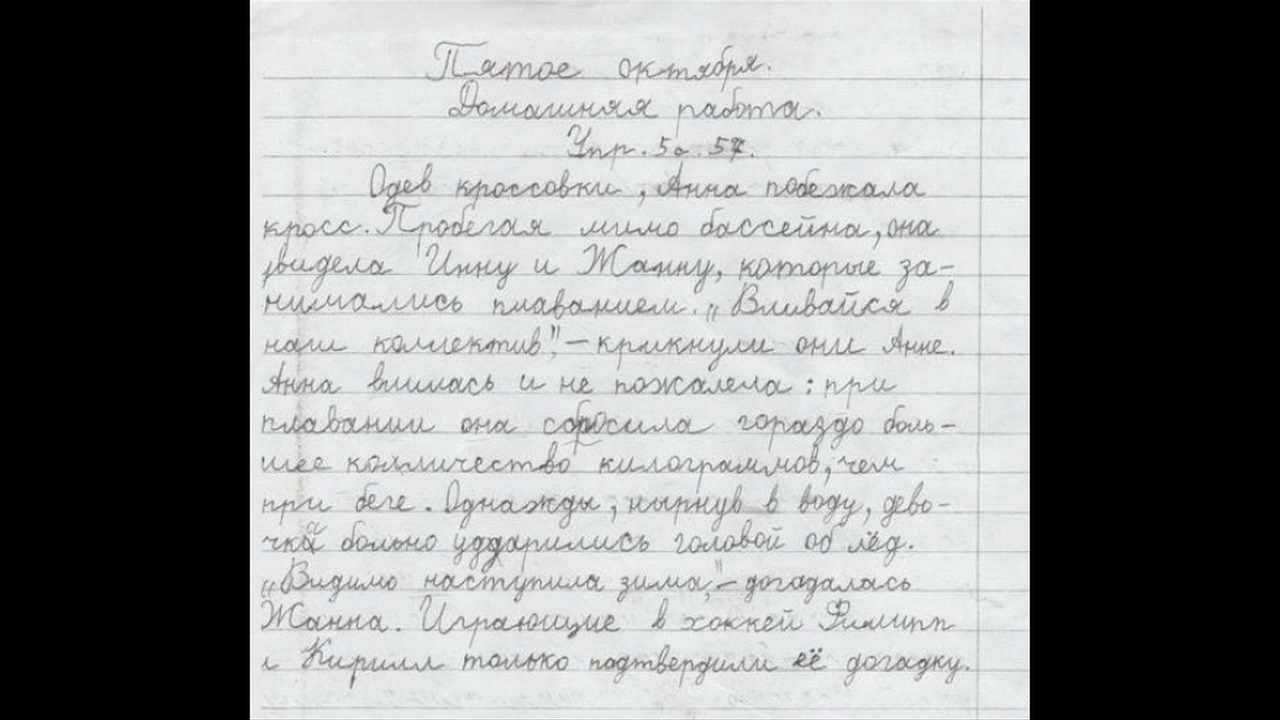 Пятое октября.
Домашняя работа.
Упр. 5а. 57.
Одев кроссовки, Анна побежала
кросс. Пробегая мимо бассейна, она
увидела Инну и Жанну, которые за-
нимались плаванием. „Вливайся в
наш коллектив", – крикнули они Анне.
Анна влилась и не пожалела: при
плавании она сбросила гораздо боль-
шее колличество килограммов, чем
при беге. Однажды, нырнув в воду, дево-
чка больно ударились головой об лёд.
„Видимо наступила зима", – догадалась
Жанна. Играющие в хоккей Филипп
и Кирилл только подтвердили её догадку.